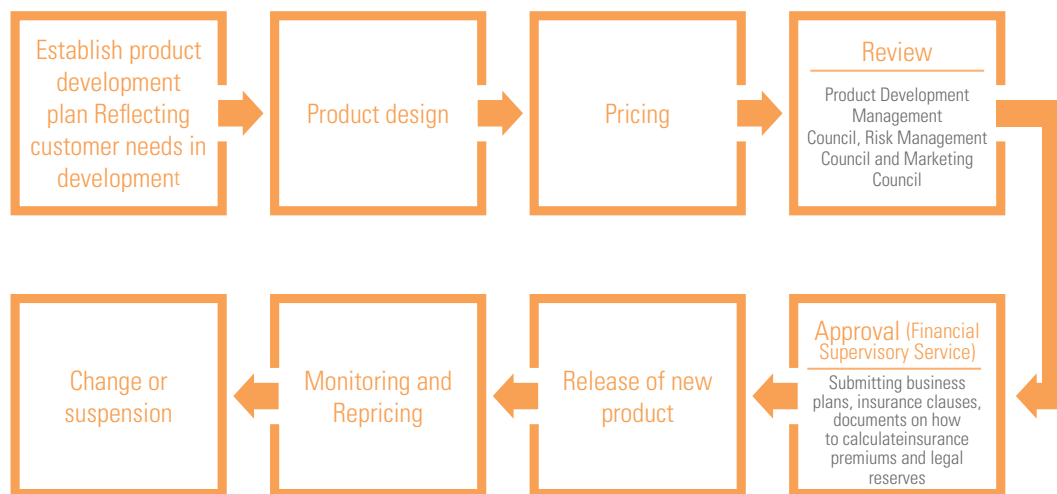 Establish product
development
plan Reflecting
customer needs in
development
Product design
Pricing
Review
Product Development
Management
Council, Risk Management
Council and Marketing
Council
Approval (Financial
Supervisory Service)
Submitting business
plans, insurance clauses,
documents on how
to calculateinsurance
premiums and legal
reserves
Release of new
product
Monitoring and
Repricing
Change or
suspension